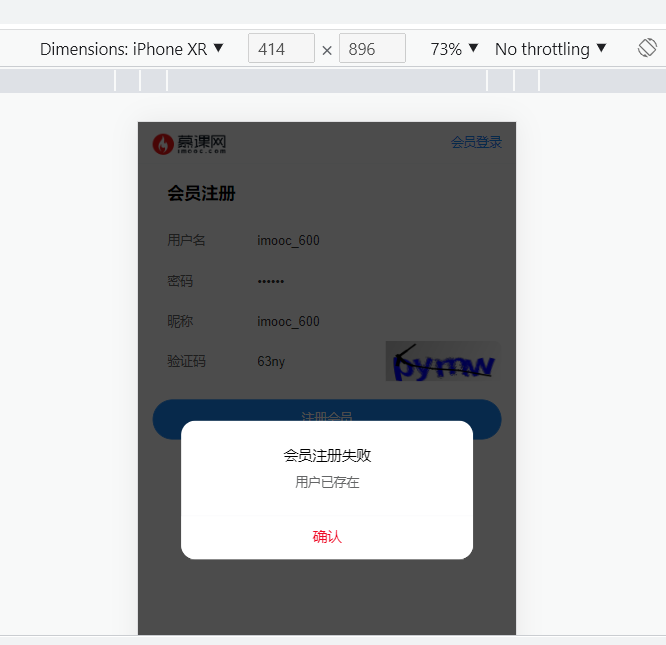 Dimensions: iPhone XR ▼ 414 × 896 73% ▼ No throttling ▼
慕课网 会员登录
imooc.com
会员注册
用户名 imooc_600
密码 ••••••
昵称 imooc_600
验证码 63ny pymw
注册会员
会员注册失败
用户已存在
确认